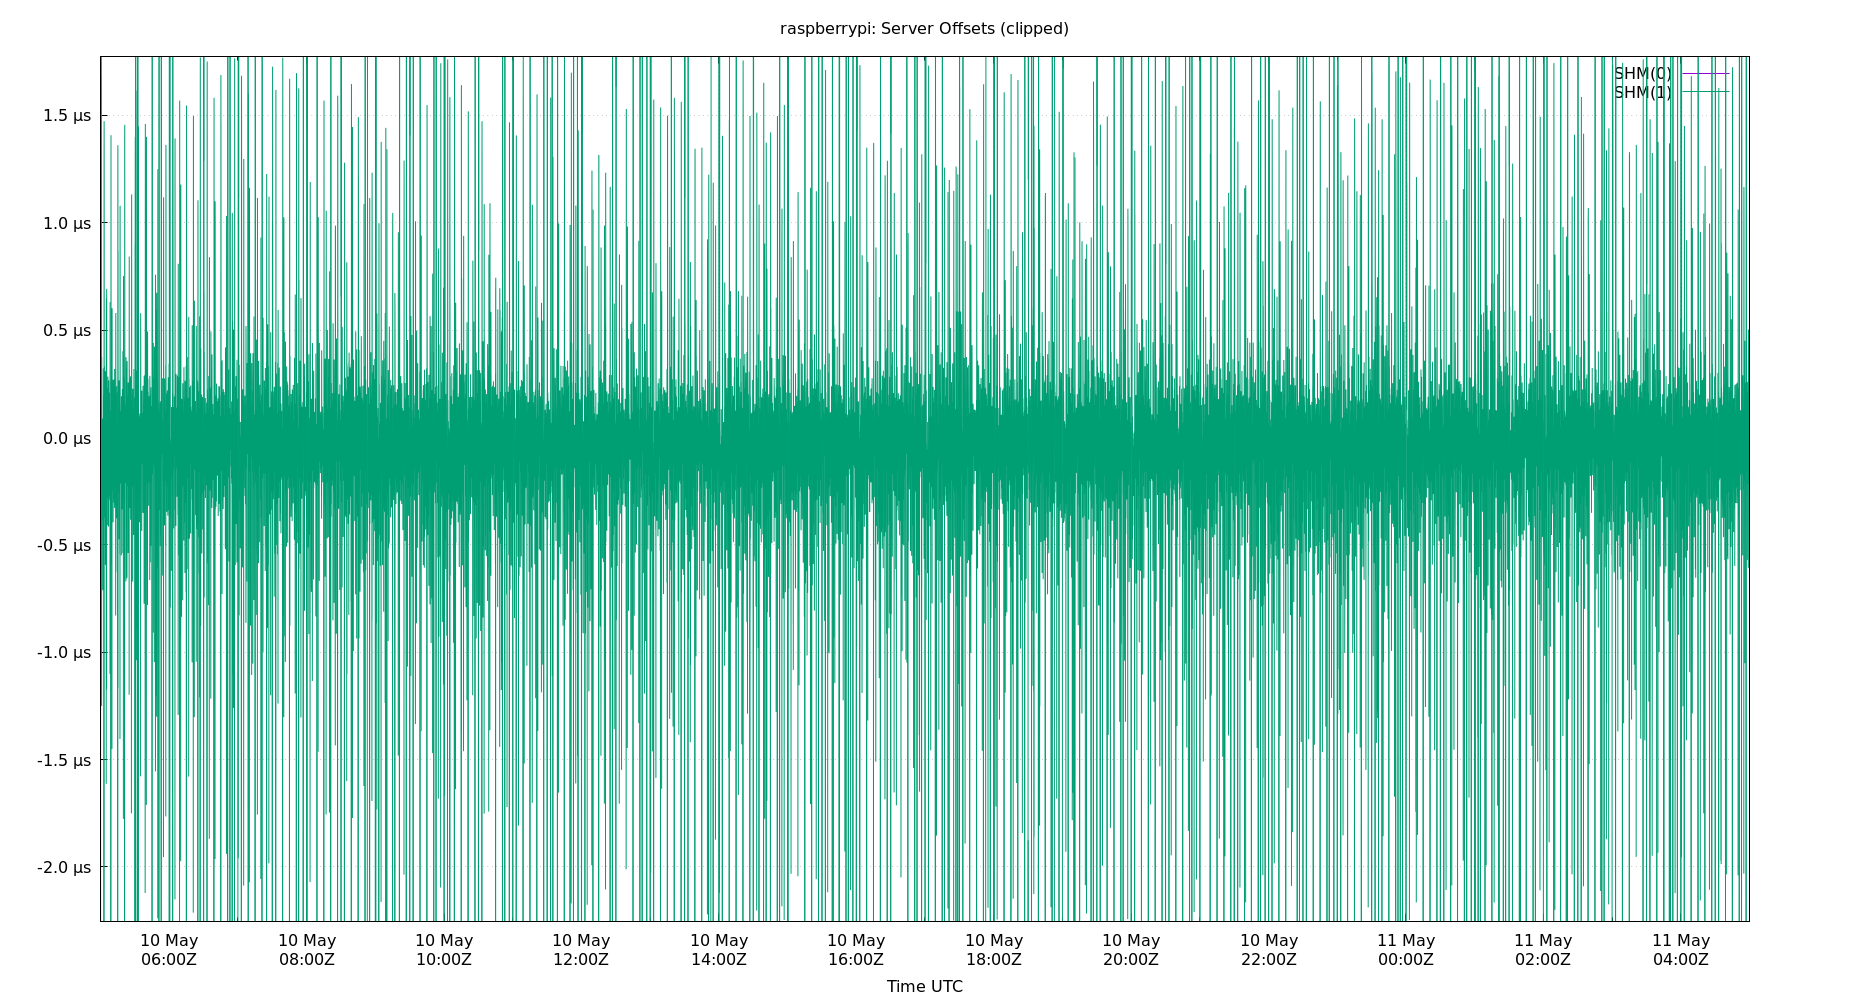 raspberrypi: Server Offsets (clipped)
SHM(0)
SHM(1)
1.5 µs
1.0 µs
0.5 µs
0.0 µs
-0.5 µs
-1.0 µs
-1.5 µs
-2.0 µs
10 May 10 May 10 May 10 May 10 May 10 May 10 May 10 May 10 May 11 May 11 May 11 May
06:00Z 08:00Z 10:00Z 12:00Z 14:00Z 16:00Z 18:00Z 20:00Z 22:00Z 00:00Z 02:00Z 04:00Z
Time UTC